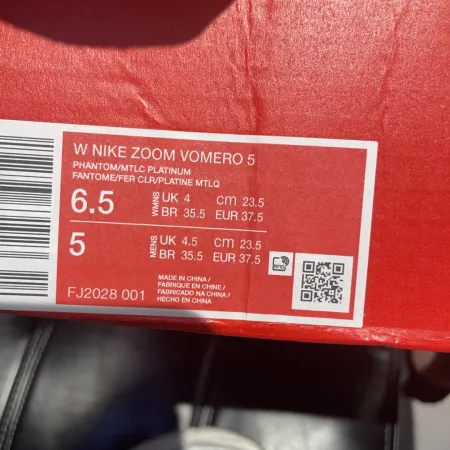 W NIKE ZOOM VOMERO 5
PHANTOM/MTLC PLATINUM
FANTOME/FER CLR/PLATINE MTLQ
6.5 WMNS UK 4 cm 23.5
BR 35.5 EUR 37.5
5 MENS UK 4.5 cm 23.5
BR 35.5 EUR 37.5
MADE IN CHINA /
FABRIQUE EN CHINE /
FABRICADO NA CHINA /
HECHO EN CHINA
FJ2028 001